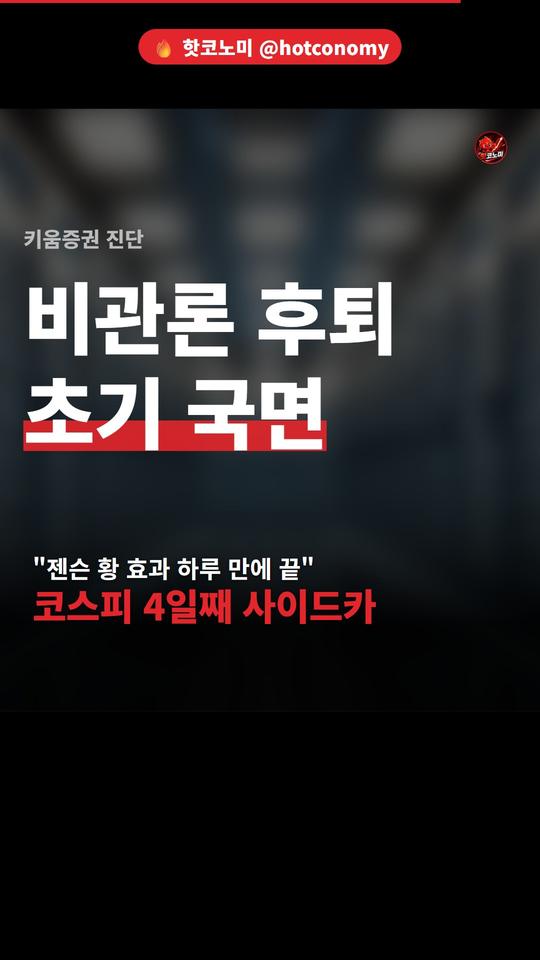 🔥 핫코노미 @hotconomy
키움증권 진단
비관론 후퇴
초기 국면
"젠슨 황 효과 하루 만에 끝"
코스피 4일째 사이드카